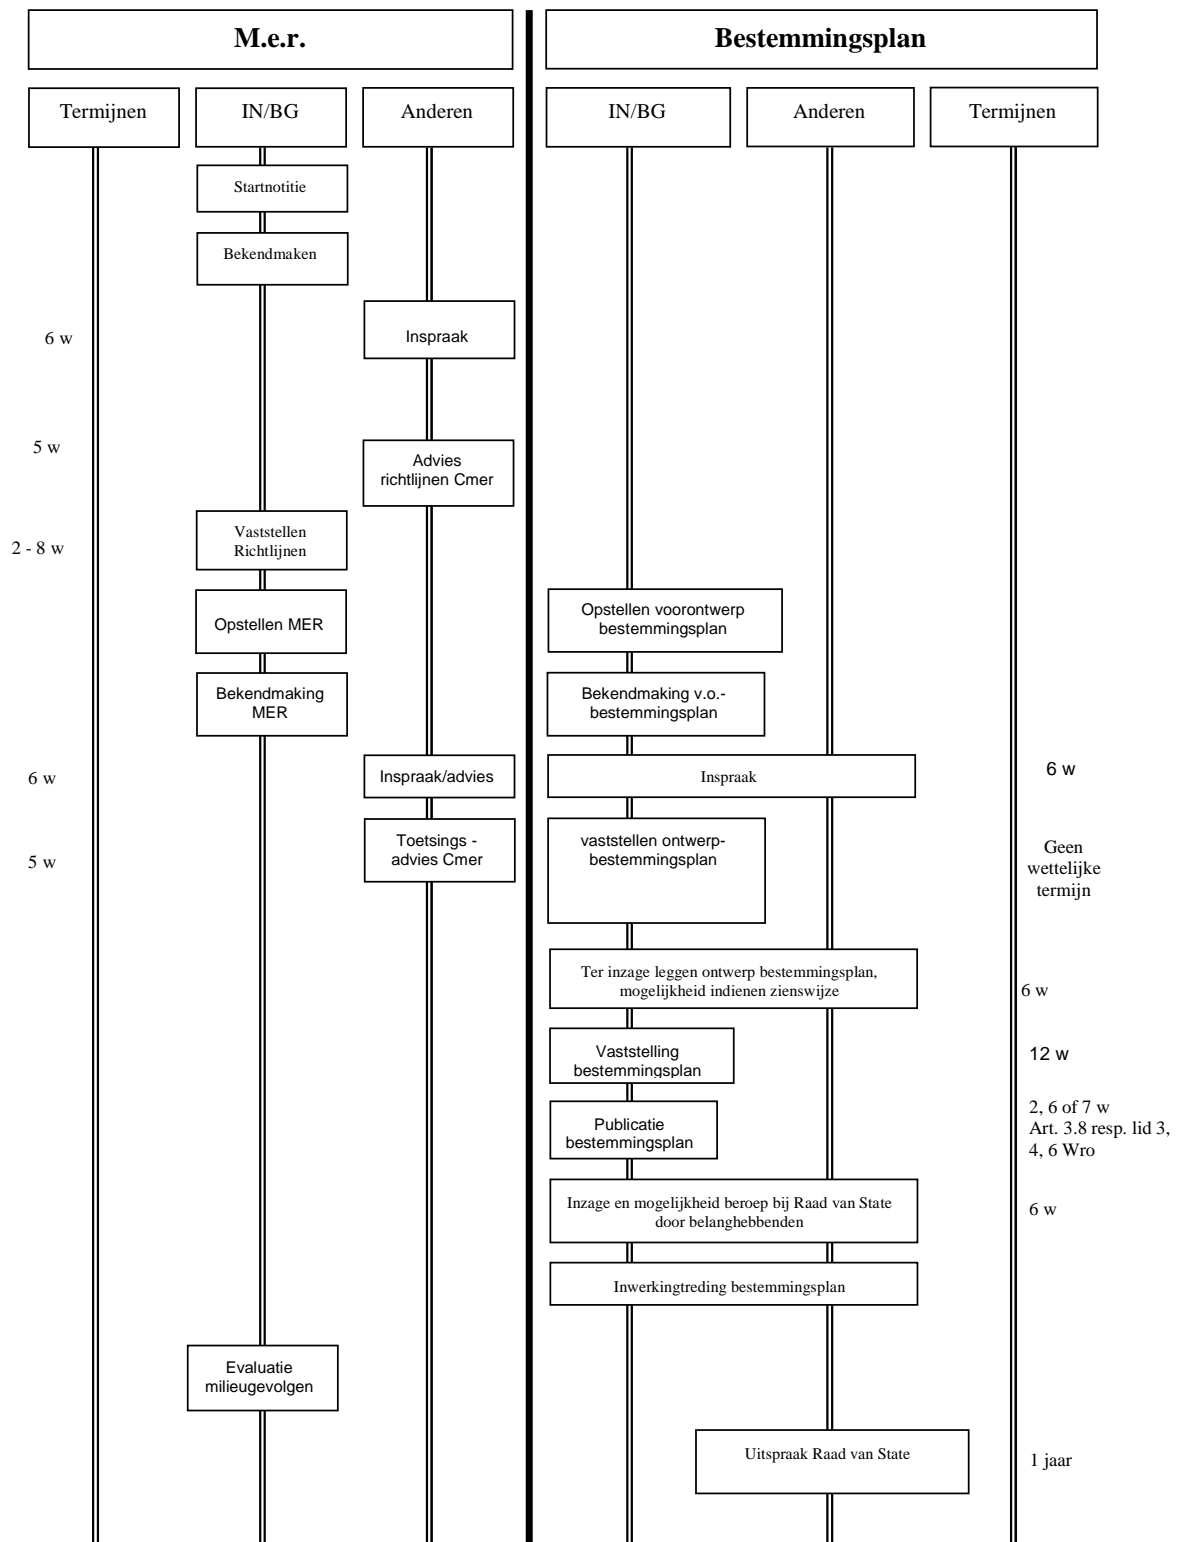 M.e.r.
Bestemmingsplan
Termijnen
IN/BG
Anderen
IN/BG
Anderen
Termijnen
Startnotitie
Bekendmaken
6 w
Inspraak
5 w
Advies
richtlijnen Cmer
2 - 8 w
Vaststellen
Richtlijnen
Opstellen MER
Opstellen voorontwerp
bestemmingsplan
Bekendmaking
MER
Bekendmaking v.o.-
bestemmingsplan
6 w
Inspraak/advies
Inspraak
6 w
5 w
Toetsings -
advies Cmer
vaststellen ontwerp-
bestemmingsplan
Geen
wettelijke
termijn
Ter inzage leggen ontwerp bestemmingsplan,
mogelijkheid indienen zienswijze
6 w
Vaststelling
bestemmingsplan
12 w
Publicatie
bestemmingsplan
2, 6 of 7 w
Art. 3.8 resp. lid 3,
4, 6 Wro
Inzage en mogelijkheid beroep bij Raad van State
door belanghebbenden
6 w
Inwerkingtreding bestemmingsplan
Evaluatie
milieugevolgen
Uitspraak Raad van State
1 jaar